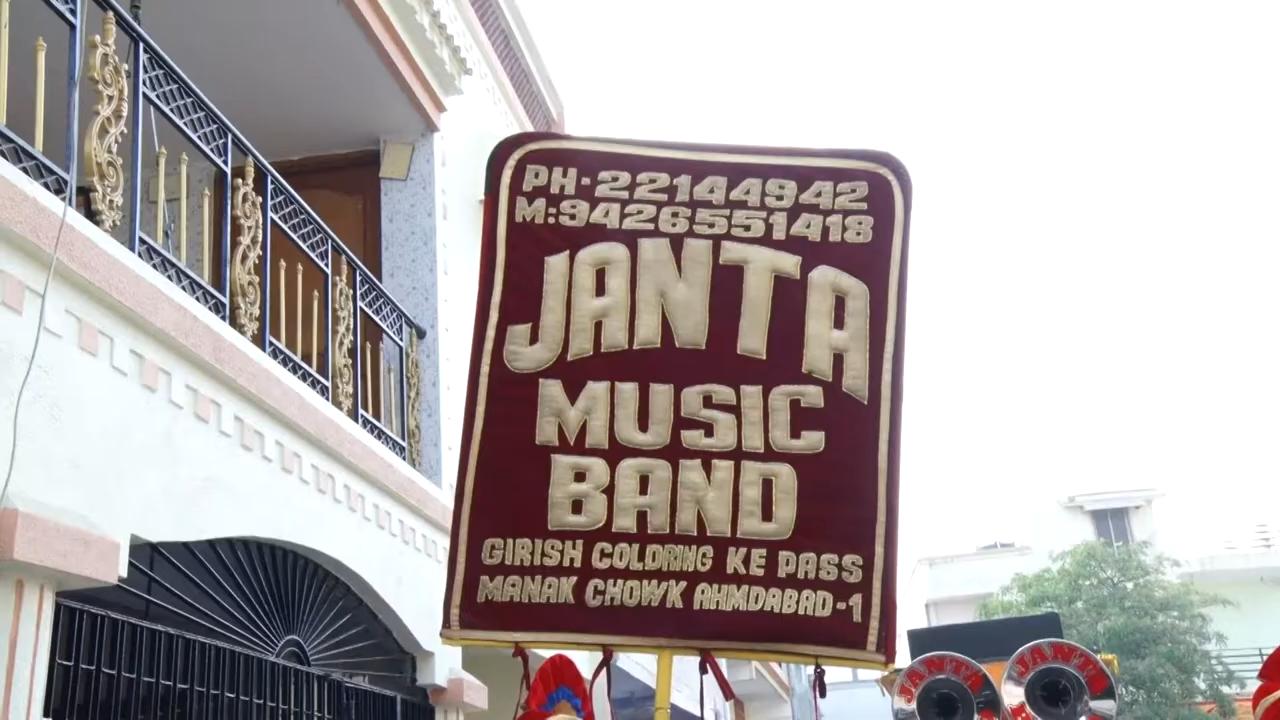 PH-22144942
M:9426551418
JANTA
MUSIC
BAND
GIRISH COLDRING KE PASS
MANAK CHOWK AHMDABAD-1
JANTA
JANTA